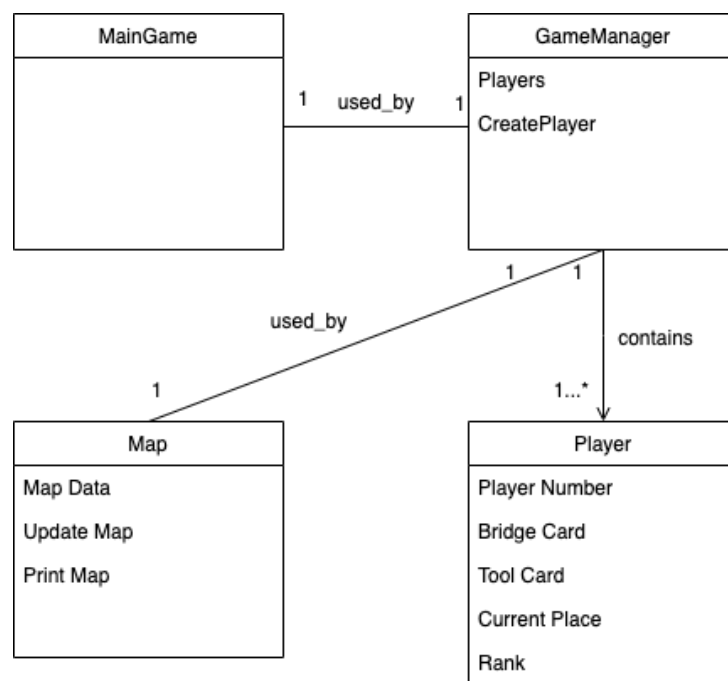 MainGame
GameManager
Players
CreatePlayer
1
used_by
1
1
1
used_by
contains
1
1...*
Map
Map Data
Update Map
Print Map
Player
Player Number
Bridge Card
Tool Card
Current Place
Rank